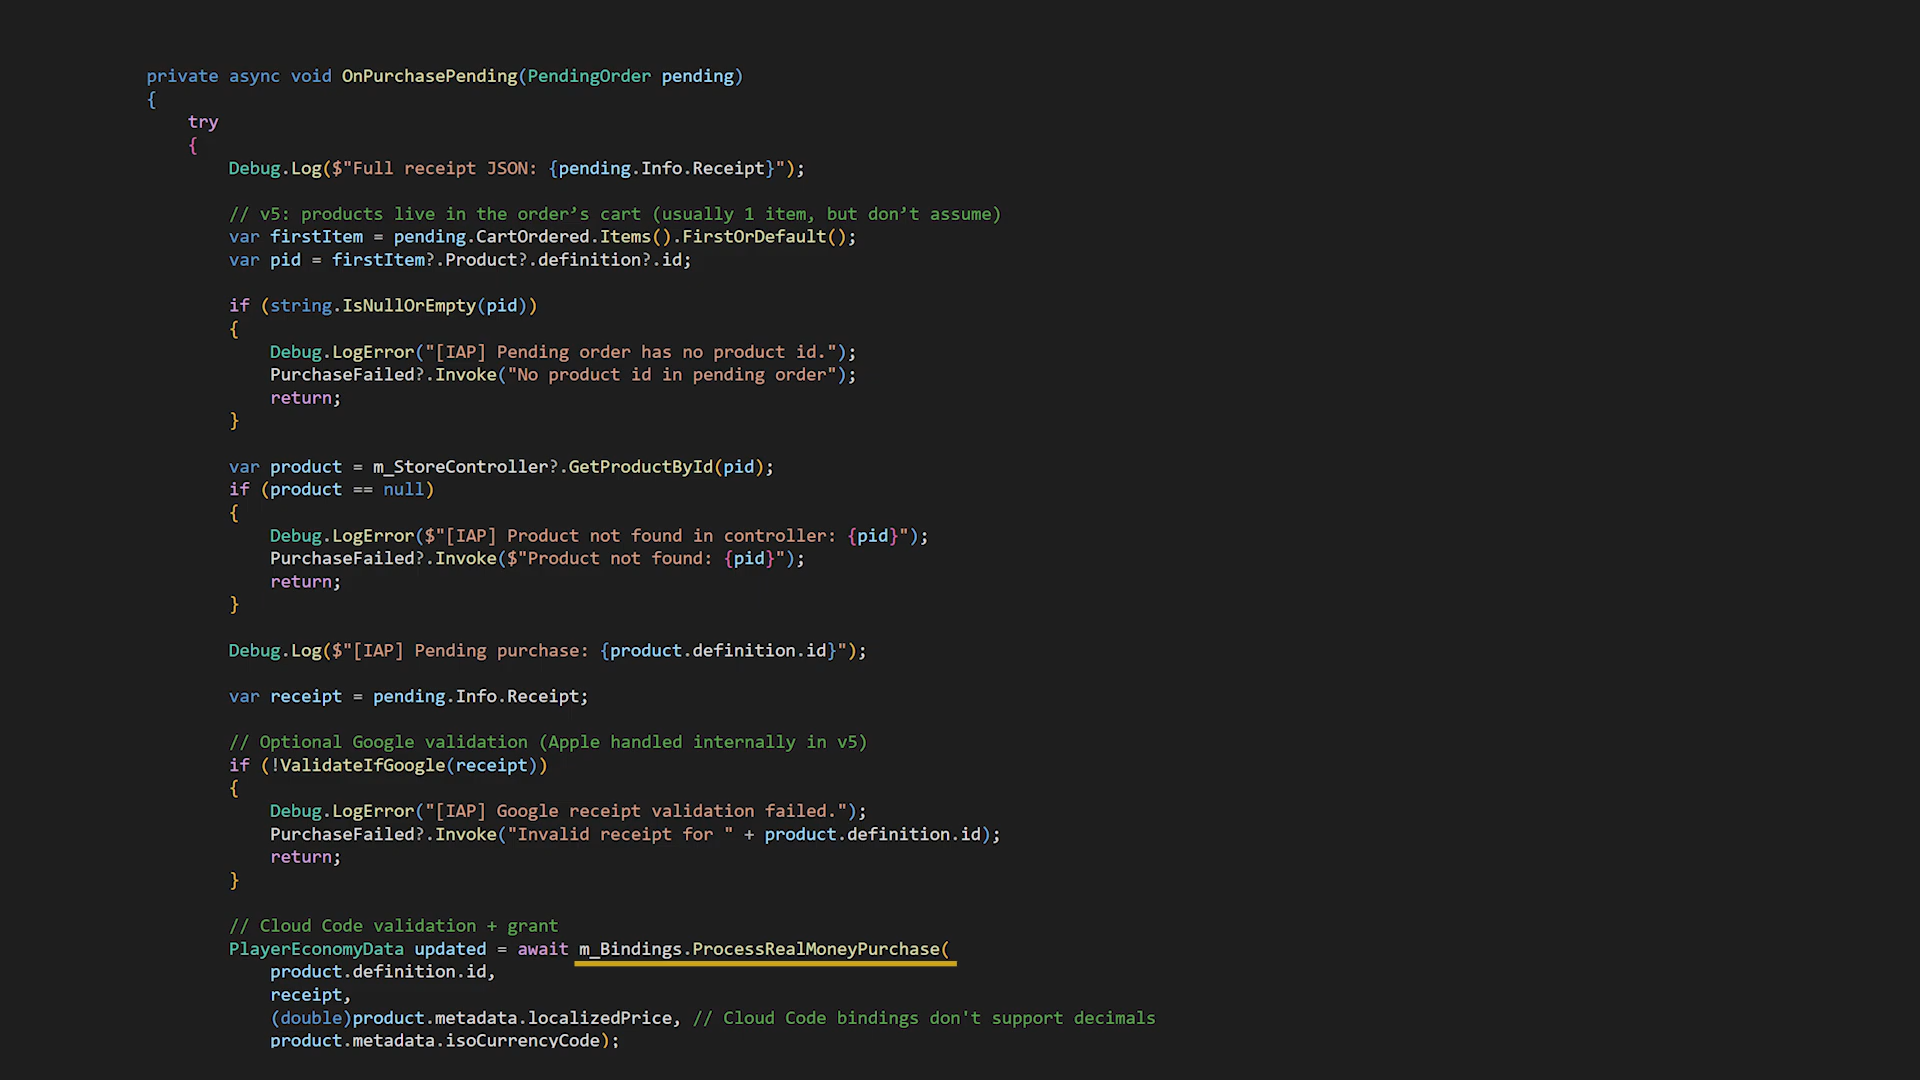 private async void OnPurchasePending(PendingOrder pending)
{
    try
    {
        Debug.Log($"Full receipt JSON: {pending.Info.Receipt}");

        // v5: products live in the order’s cart (usually 1 item, but don’t assume)
        var firstItem = pending.CartOrdered.Items().FirstOrDefault();
        var pid = firstItem?.Product?.definition?.id;

        if (string.IsNullOrEmpty(pid))
        {
            Debug.LogError("[IAP] Pending order has no product id.");
            PurchaseFailed?.Invoke("No product id in pending order");
            return;
        }

        var product = m_StoreController?.GetProductById(pid);
        if (product == null)
        {
            Debug.LogError($"[IAP] Product not found in controller: {pid}");
            PurchaseFailed?.Invoke($"Product not found: {pid}");
            return;
        }

        Debug.Log($"[IAP] Pending purchase: {product.definition.id}");

        var receipt = pending.Info.Receipt;

        // Optional Google validation (Apple handled internally in v5)
        if (!ValidateIfGoogle(receipt))
        {
            Debug.LogError("[IAP] Google receipt validation failed.");
            PurchaseFailed?.Invoke("Invalid receipt for " + product.definition.id);
            return;
        }

        // Cloud Code validation + grant
        PlayerEconomyData updated = await m_Bindings.ProcessRealMoneyPurchase(
            product.definition.id,
            receipt,
            (double)product.metadata.localizedPrice, // Cloud Code bindings don't support decimals
            product.metadata.isoCurrencyCode);